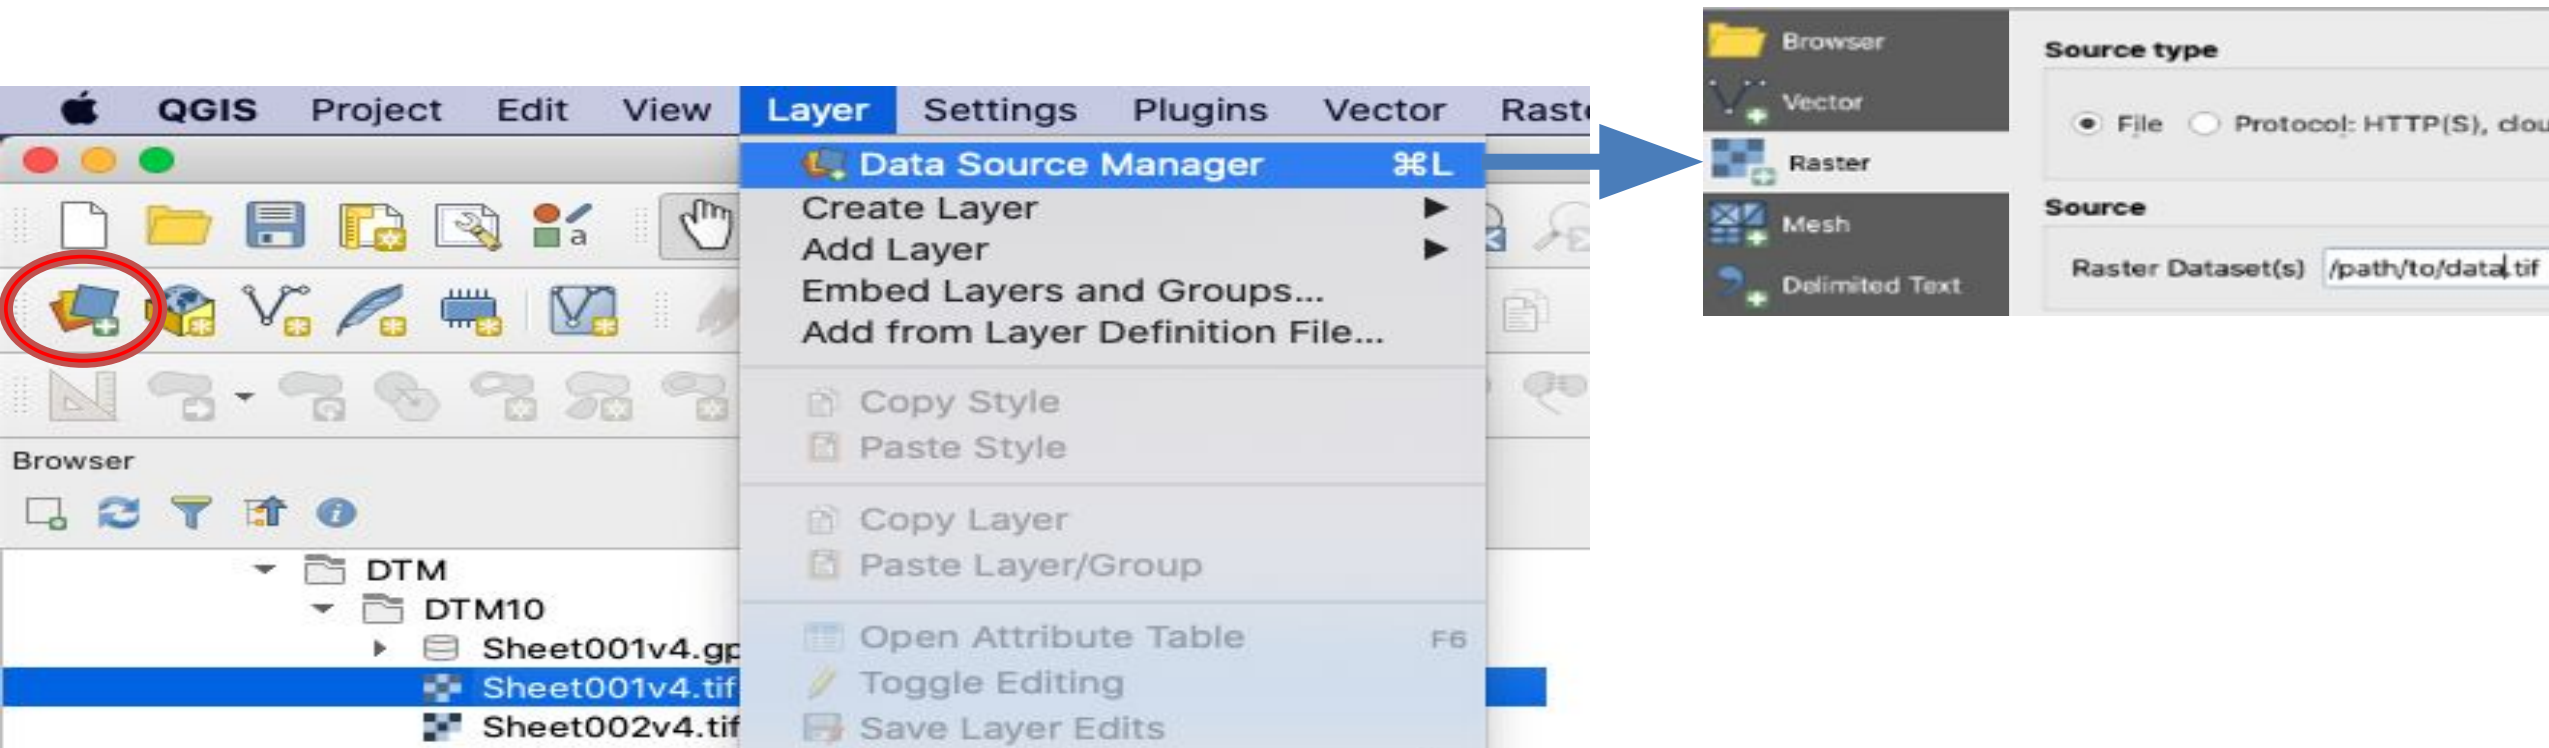 QGIS Project Edit View Layer Settings Plugins Vector Rast
Data Source Manager ⌘L
Create Layer
Add Layer
Embed Layers and Groups...
Add from Layer Definition File...
Copy Style
Paste Style
Copy Layer
Paste Layer/Group
Open Attribute Table F6
Toggle Editing
Save Layer Edits
a
Browser
DTM
DTM10
Sheet001v4.gp
Sheet001v4.tif
Sheet002v4.tif
Browser
Vector
Raster
Mesh
Delimited Text
Source type
File Protocol: HTTP(S), clou
Source
Raster Dataset(s) /path/to/data.tif